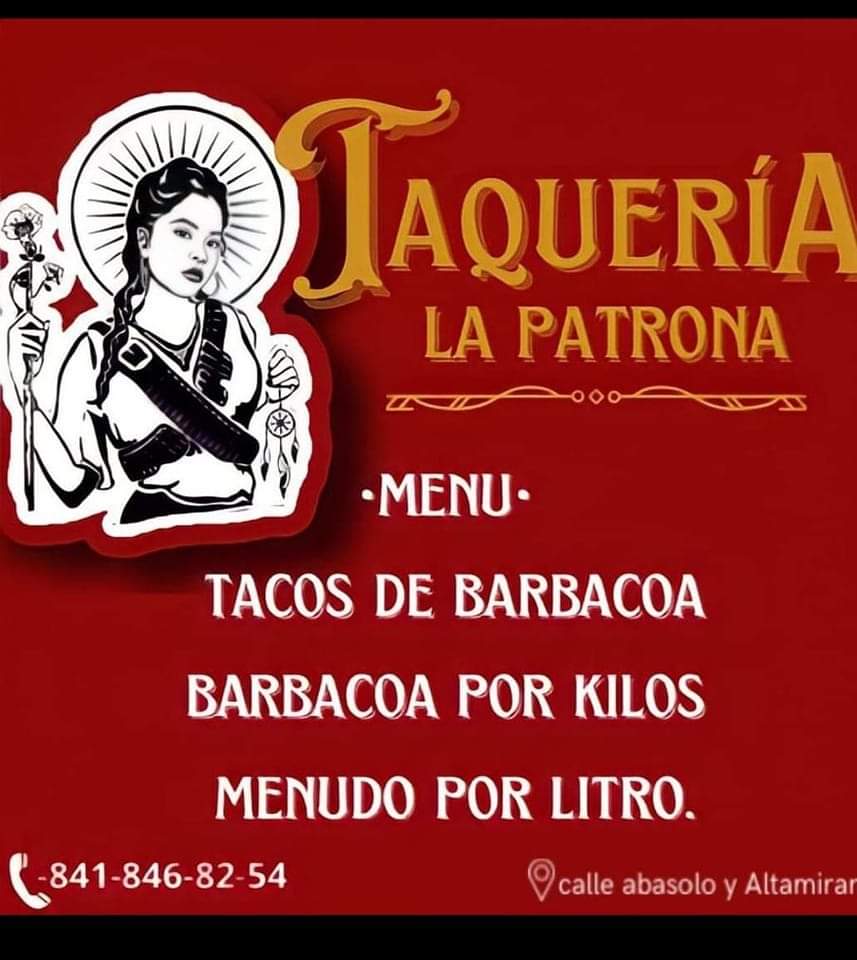 TAQUERÍA
LA PATRONA
·MENU·
TACOS DE BARBACOA
BARBACOA POR KILOS
MENUDO POR LITRO.
-841-846-82-54
calle abasolo y Altamiran